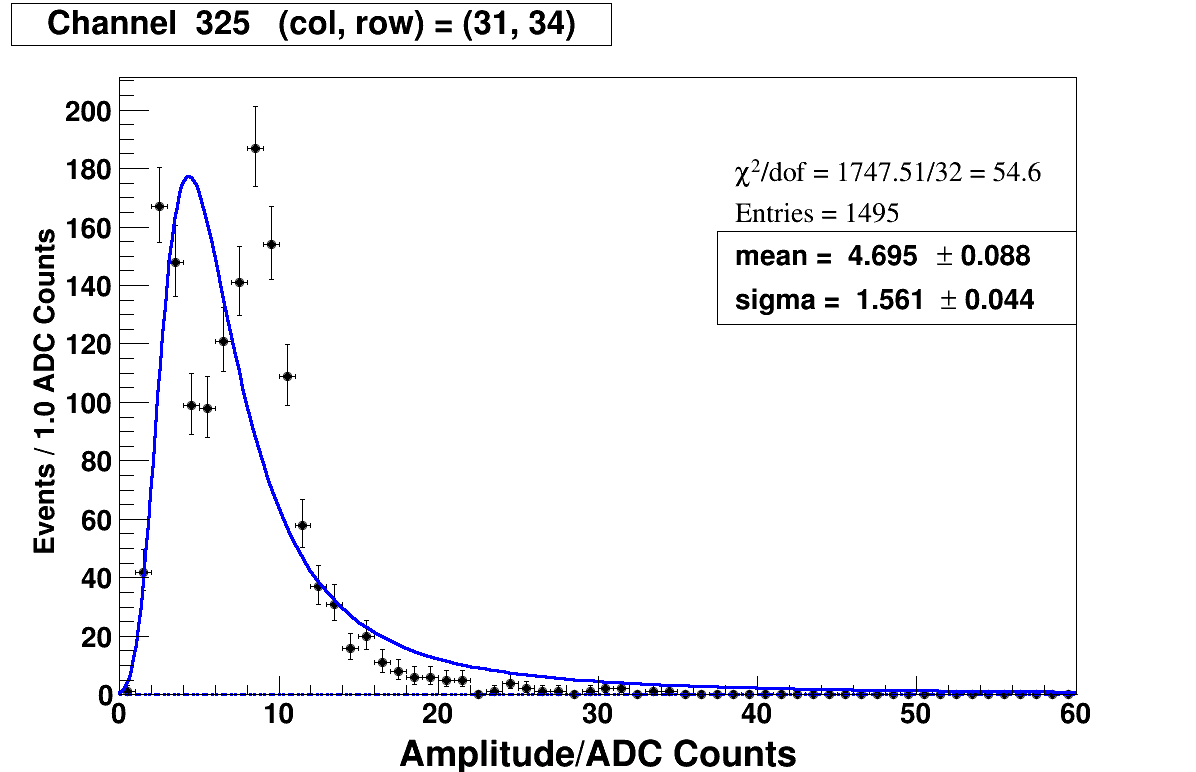 Channel 325 (col, row) = (31, 34)
200
180
160
140
120
100
80
60
40
20
0
Events / 1.0 ADC Counts
χ²/dof = 1747.51/32 = 54.6
Entries = 1495
mean = 4.695 ± 0.088
sigma = 1.561 ± 0.044
0 10 20 30 40 50 60
Amplitude/ADC Counts